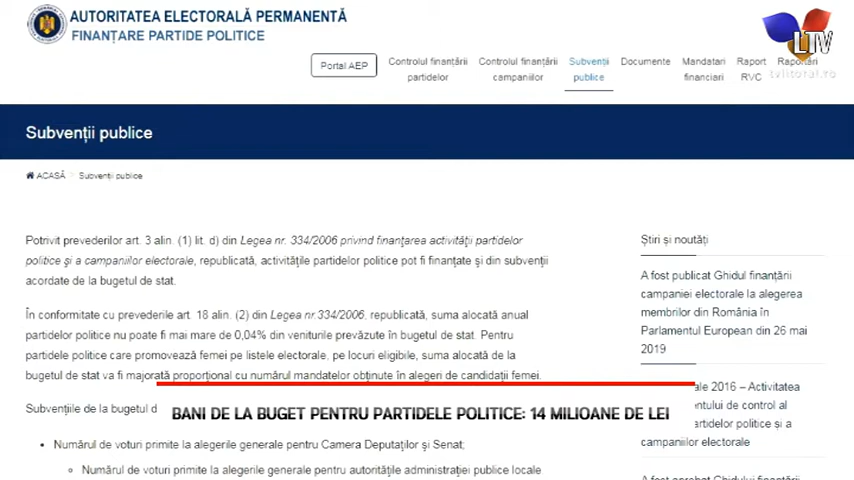 AUTORITATEA ELECTORALĂ PERMANENTĂ
FINANȚARE PARTIDE POLITICE
LTV
tvlitoral.ro
Portal AEP
Controlul finanțării partidelor
Controlul finanțării campaniilor
Subvenții publice
Documente
Mandatari financiari
Raport RVC
Raportări
Subvenții publice
ACASĂ > Subvenții publice
Potrivit prevederilor art. 3 alin. (1) lit. d) din Legea nr. 334/2006 privind finanţarea activităţii partidelor
politice şi a campaniilor electorale, republicată, activitățile partidelor politice pot fi finanțate și din subvenții
acordate de la bugetul de stat.
În conformitate cu prevederile art. 18 alin. (2) din Legea nr.334/2006, republicată, suma alocată anual
partidelor politice nu poate fi mai mare de 0,04% din veniturile prevăzute în bugetul de stat. Pentru
partidele politice care promovează femei pe listele electorale, pe locuri eligibile, suma alocată de la
bugetul de stat va fi majorată proporțional cu numărul mandatelor obținute în alegeri de candidații femei.
Subvențiile de la bugetul d
• Numărul de voturi primite la alegerile generale pentru Camera Deputaților și Senat;
◦ Numărul de voturi primite la alegerile generale pentru autoritățile administrației publice locale
Știri și noutăți
A fost publicat Ghidul finanțării
campaniei electorale la alegerea
membrilor din România în
Parlamentul European din 26 mai
2019
ale 2016 – Activitatea
entului de control al
artidelor politice și a
campaniilor electorale
A fost aprobat Ghidului finanțării
BANI DE LA BUGET PENTRU PARTIDELE POLITICE: 14 MILIOANE DE LEI